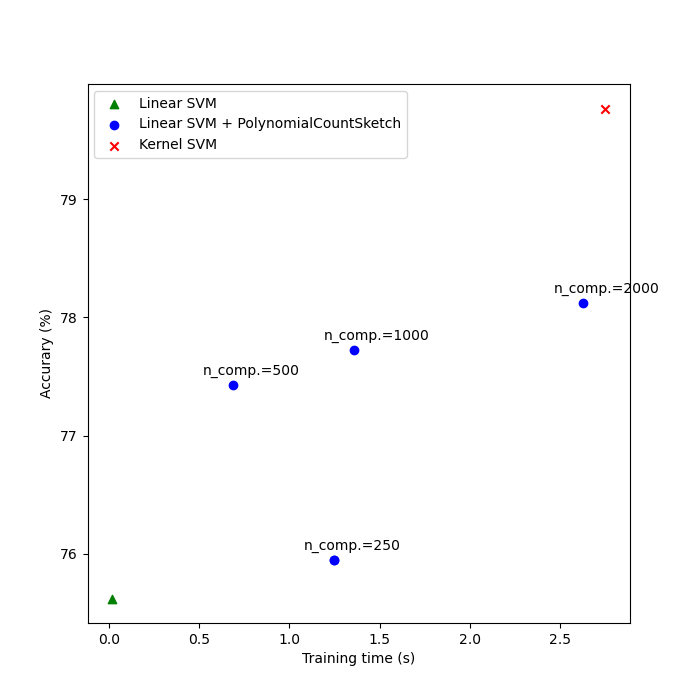 Linear SVM
Linear SVM + PolynomialCountSketch
Kernel SVM
79
78
77
76
n_comp.=2000
n_comp.=1000
n_comp.=500
n_comp.=250
Accurary (%)
0.0 0.5 1.0 1.5 2.0 2.5
Training time (s)